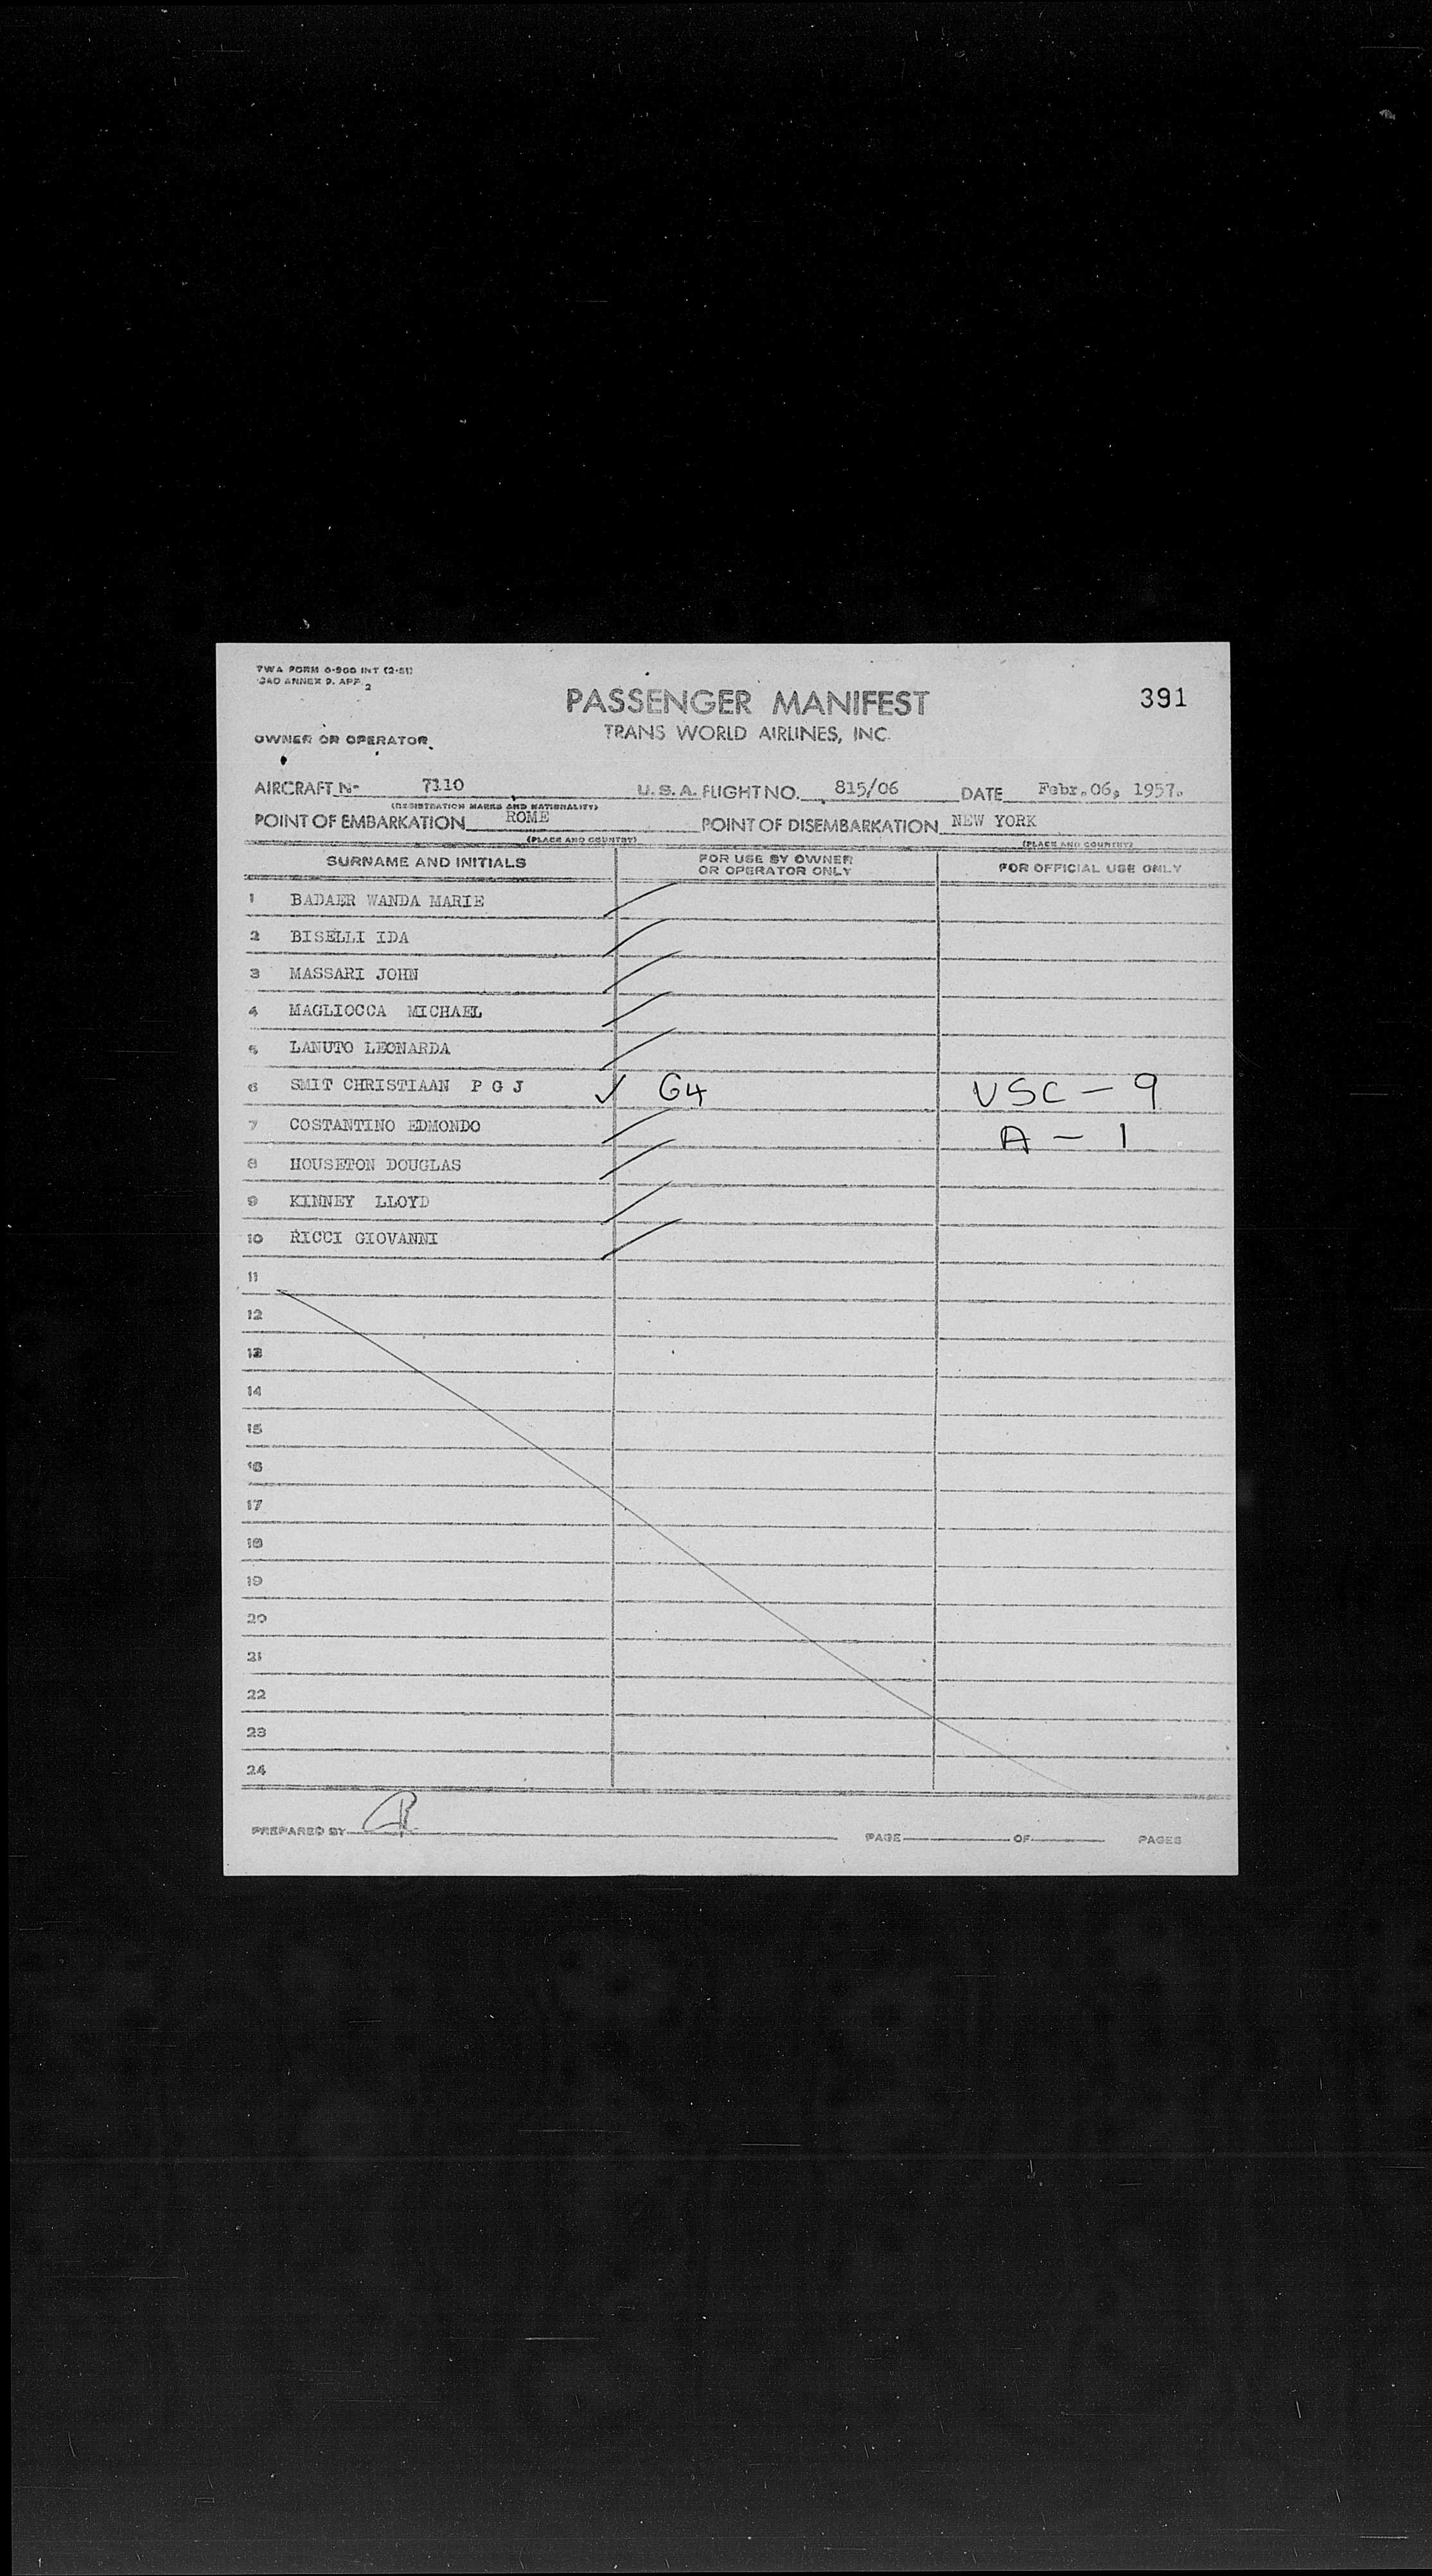 TWA FORM 0-900 INT (2-51)
ICAO ANNEX 9. APP. 2
PASSENGER MANIFEST
391
TRANS WORLD AIRLINES, INC.
OWNER OR OPERATOR
AIRCRAFT No 7110 U.S.A. FLIGHT NO. 815/06 DATE Febr.06, 1957.
(REGISTRATION MARKS AND NATIONALITY)
POINT OF EMBARKATION ROME POINT OF DISEMBARKATION NEW YORK
(PLACE AND COUNTRY) (PLACE AND COUNTRY)
SURNAME AND INITIALS FOR USE BY OWNER OR OPERATOR ONLY FOR OFFICIAL USE ONLY
1 BADAER WANDA MARIE
2 BISELLI IDA
3 MASSARI JOHN
4 MAGLIOCCA MICHAEL
5 LANUTO LEONARDA
6 SMIT CHRISTIAAN P G J ✓ G4 USC - 9
7 COSTANTINO EDMONDO A - 1
8 HOUSETON DOUGLAS
9 KINNEY LLOYD
10 RICCI GIOVANNI
11
12
13
14
15
16
17
18
19
20
21
22
23
24
PREPARED BY PAGE OF PAGES